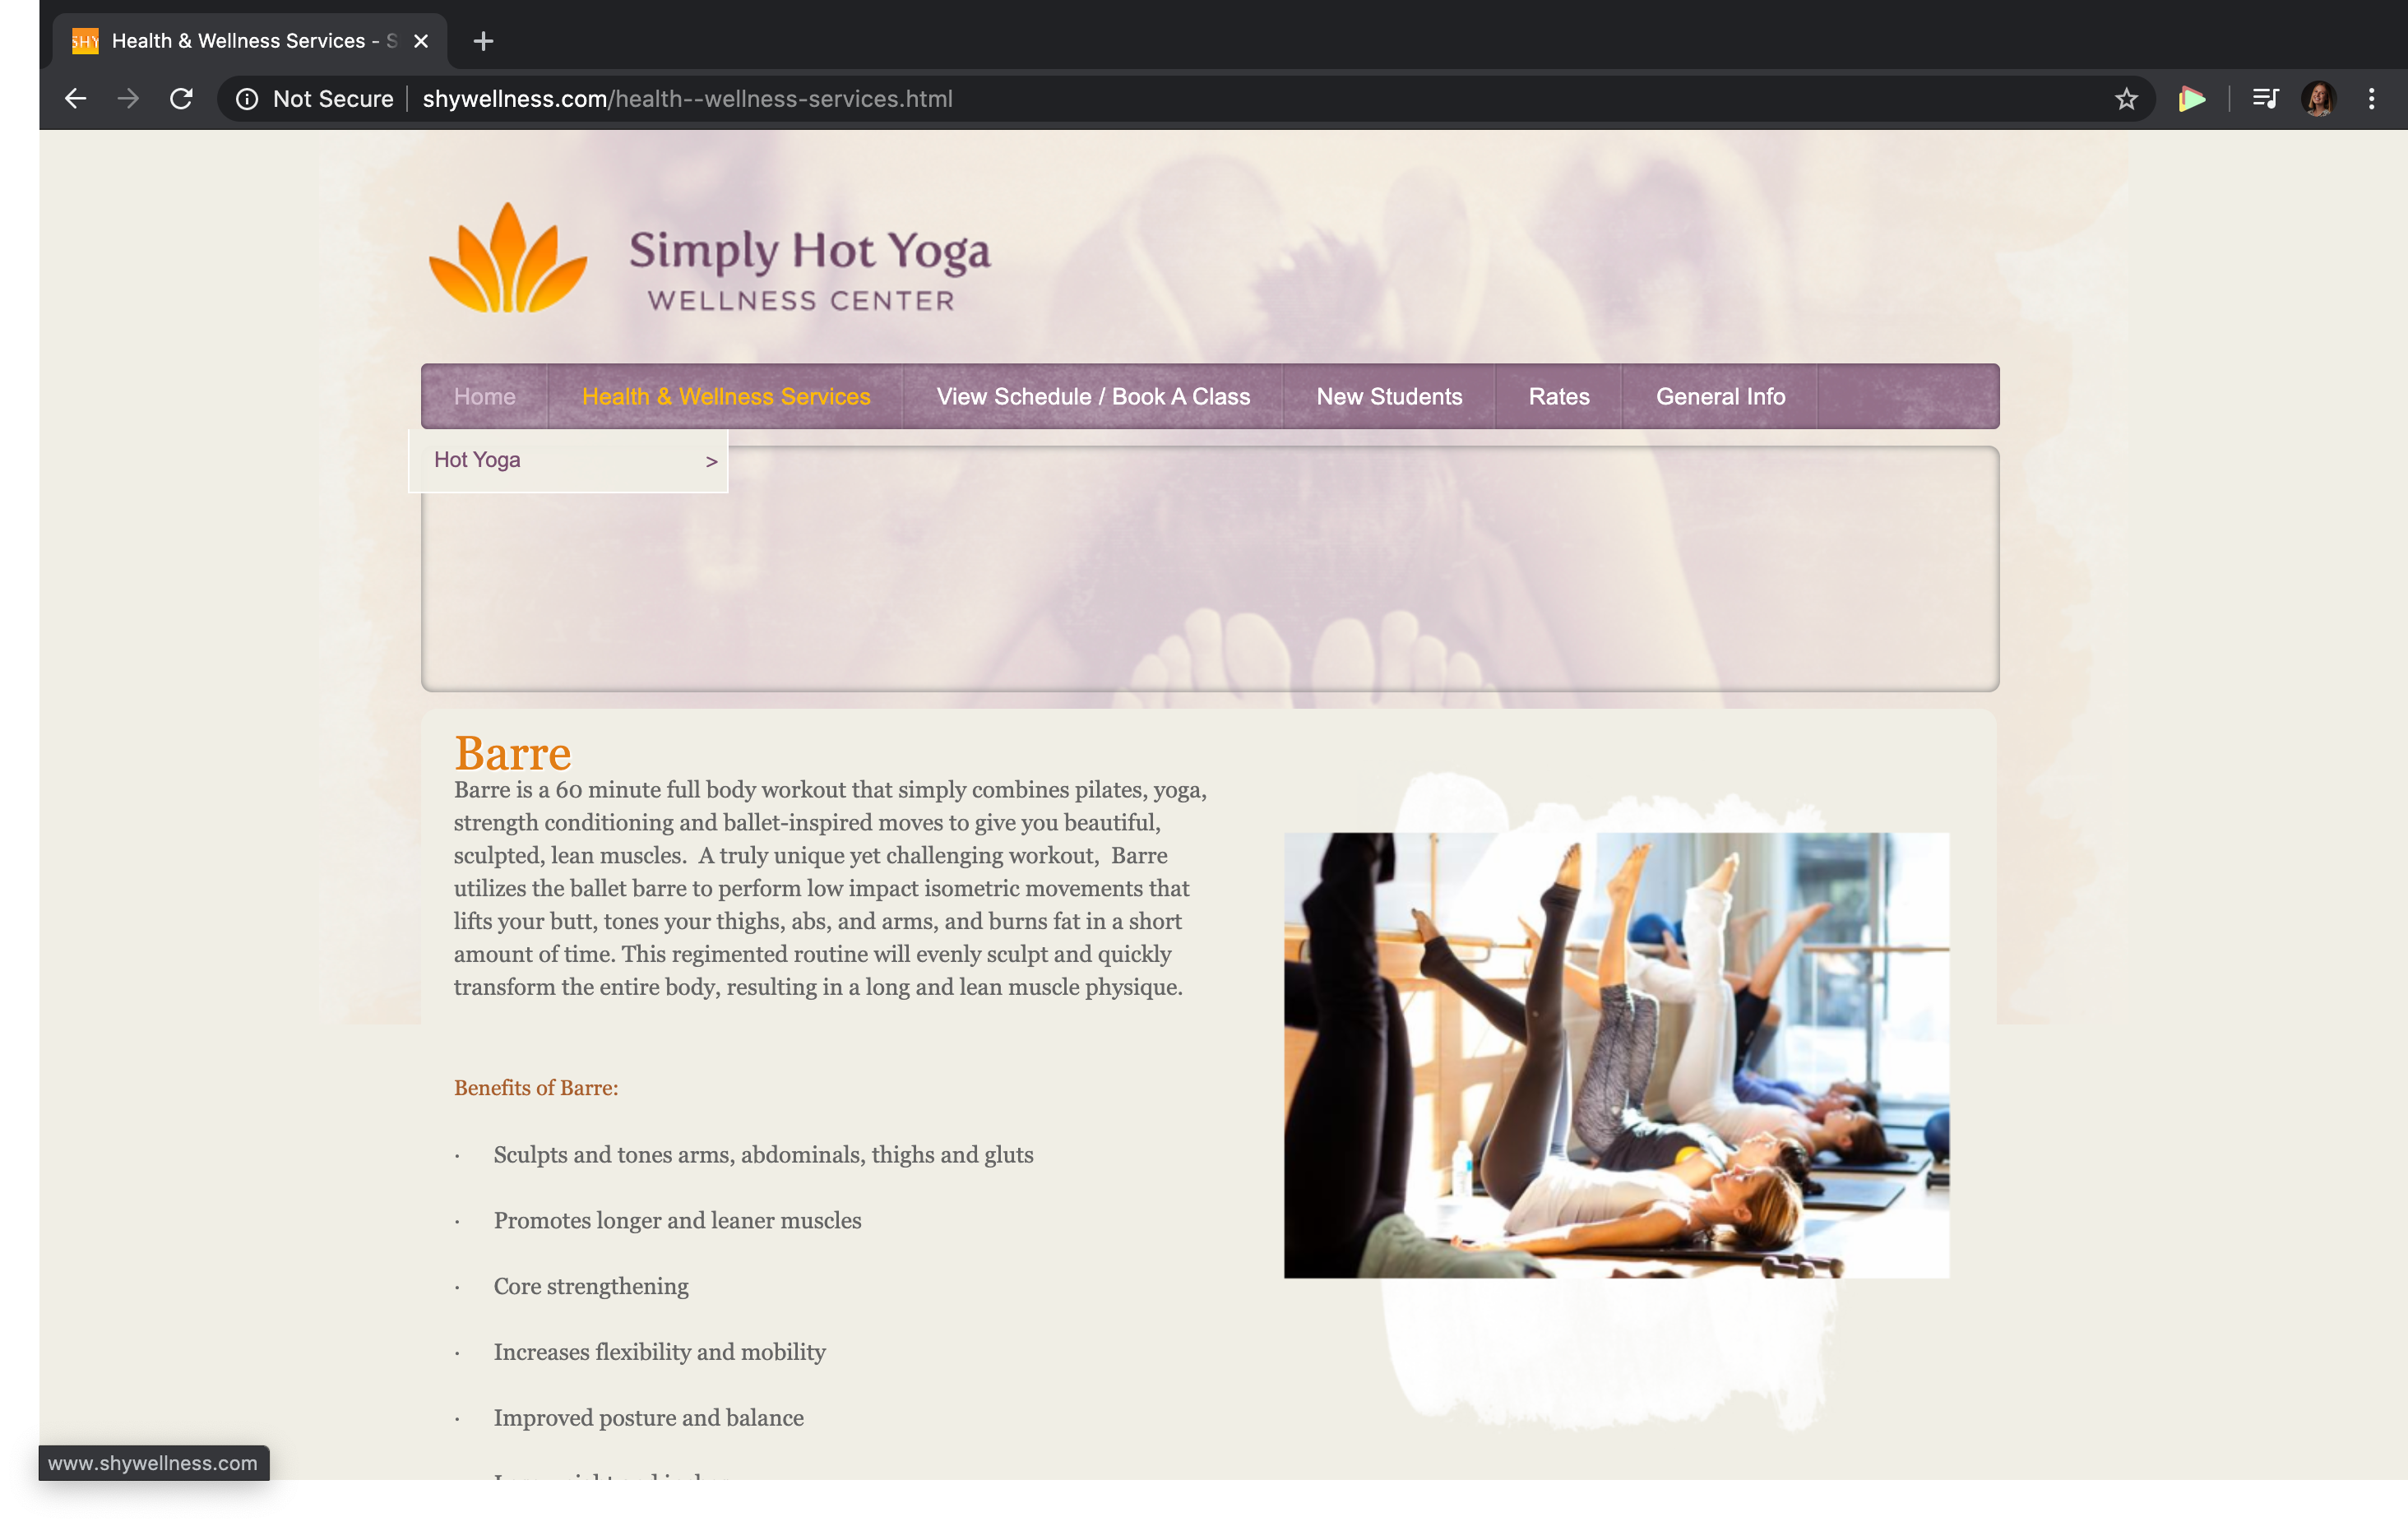 SHY
Health & Wellness Services - S
Not Secure
shywellness.com/health--wellness-services.html
Simply Hot Yoga
WELLNESS CENTER
Home
Health & Wellness Services
View Schedule / Book A Class
New Students
Rates
General Info
Hot Yoga >
Barre
Barre is a 60 minute full body workout that simply combines pilates, yoga,
strength conditioning and ballet-inspired moves to give you beautiful,
sculpted, lean muscles.  A truly unique yet challenging workout,  Barre
utilizes the ballet barre to perform low impact isometric movements that
lifts your butt, tones your thighs, abs, and arms, and burns fat in a short
amount of time. This regimented routine will evenly sculpt and quickly
transform the entire body, resulting in a long and lean muscle physique.
Benefits of Barre:
· Sculpts and tones arms, abdominals, thighs and gluts
· Promotes longer and leaner muscles
· Core strengthening
· Increases flexibility and mobility
· Improved posture and balance
www.shywellness.com